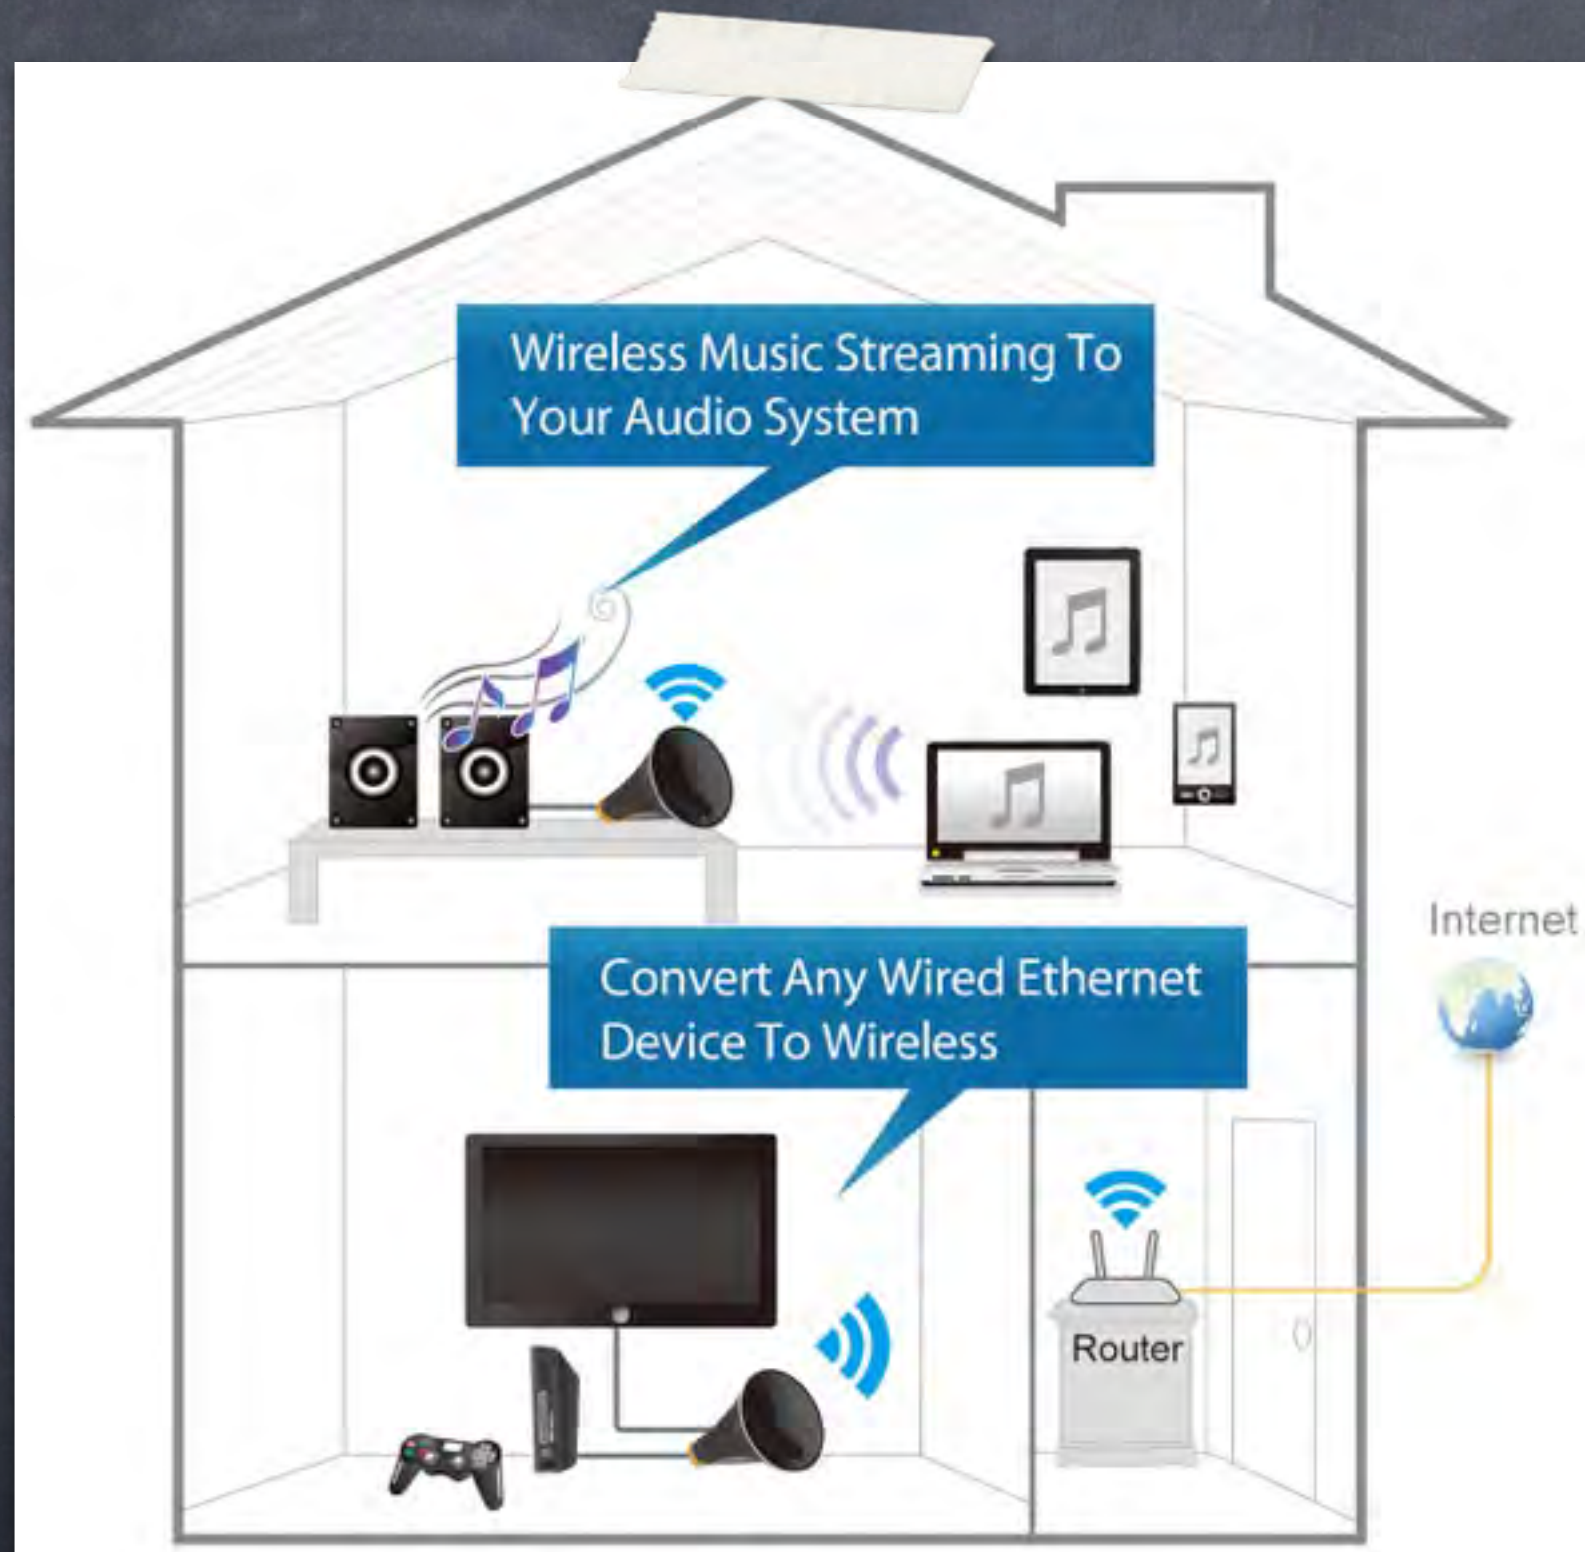 Wireless Music Streaming To
Your Audio System
Internet
Convert Any Wired Ethernet
Device To Wireless
Router